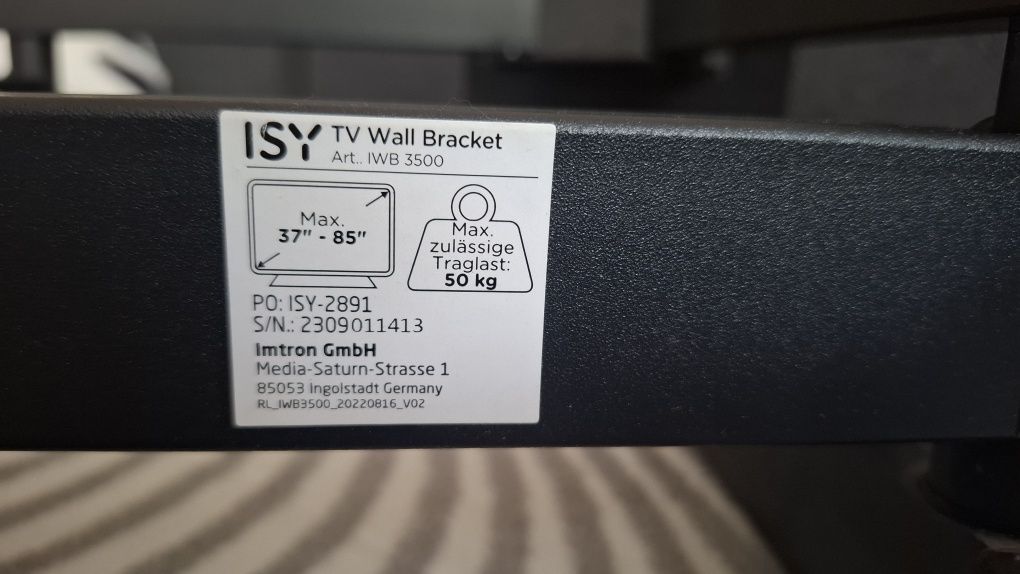 ISY TV Wall Bracket
Art.. IWB 3500
Max.
37" - 85"
Max.
zulässige
Traglast:
50 kg
PO: ISY-2891
S/N.: 2309011413
Imtron GmbH
Media-Saturn-Strasse 1
85053 Ingolstadt Germany
RL_IWB3500_20220816_V02